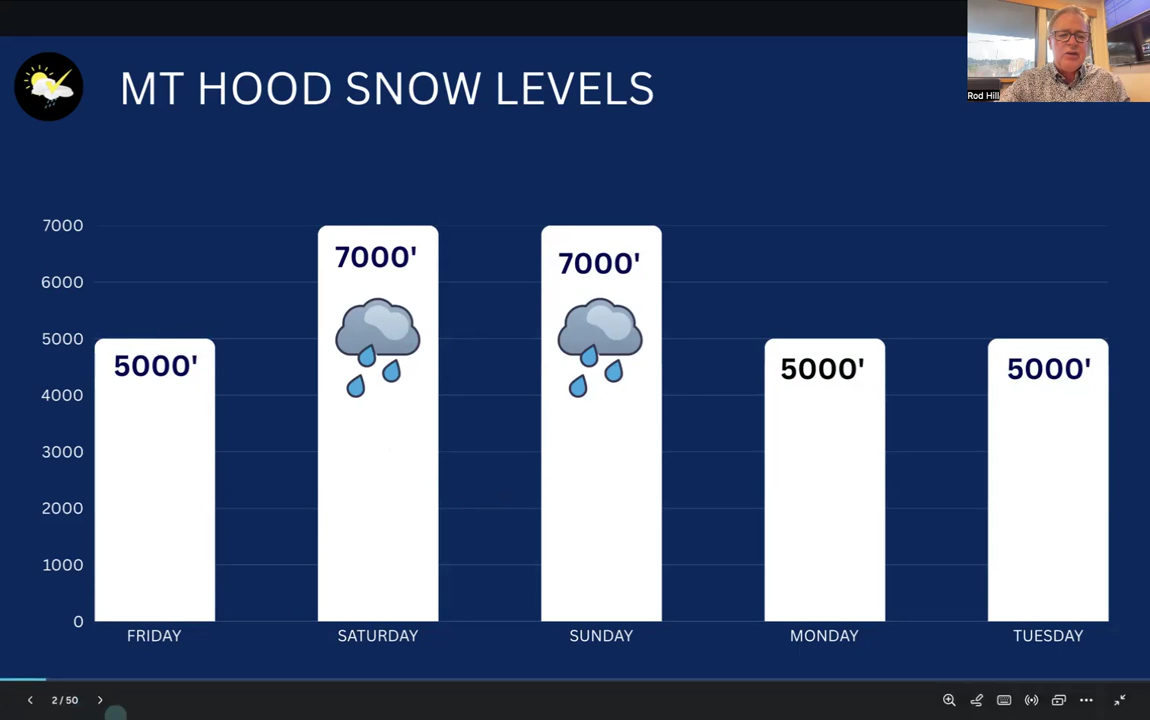 MT HOOD SNOW LEVELS
Rod Hill
7000
6000
5000
4000
3000
2000
1000
0
5000'
7000'
7000'
5000'
5000'
FRIDAY
SATURDAY
SUNDAY
MONDAY
TUESDAY
2 / 50